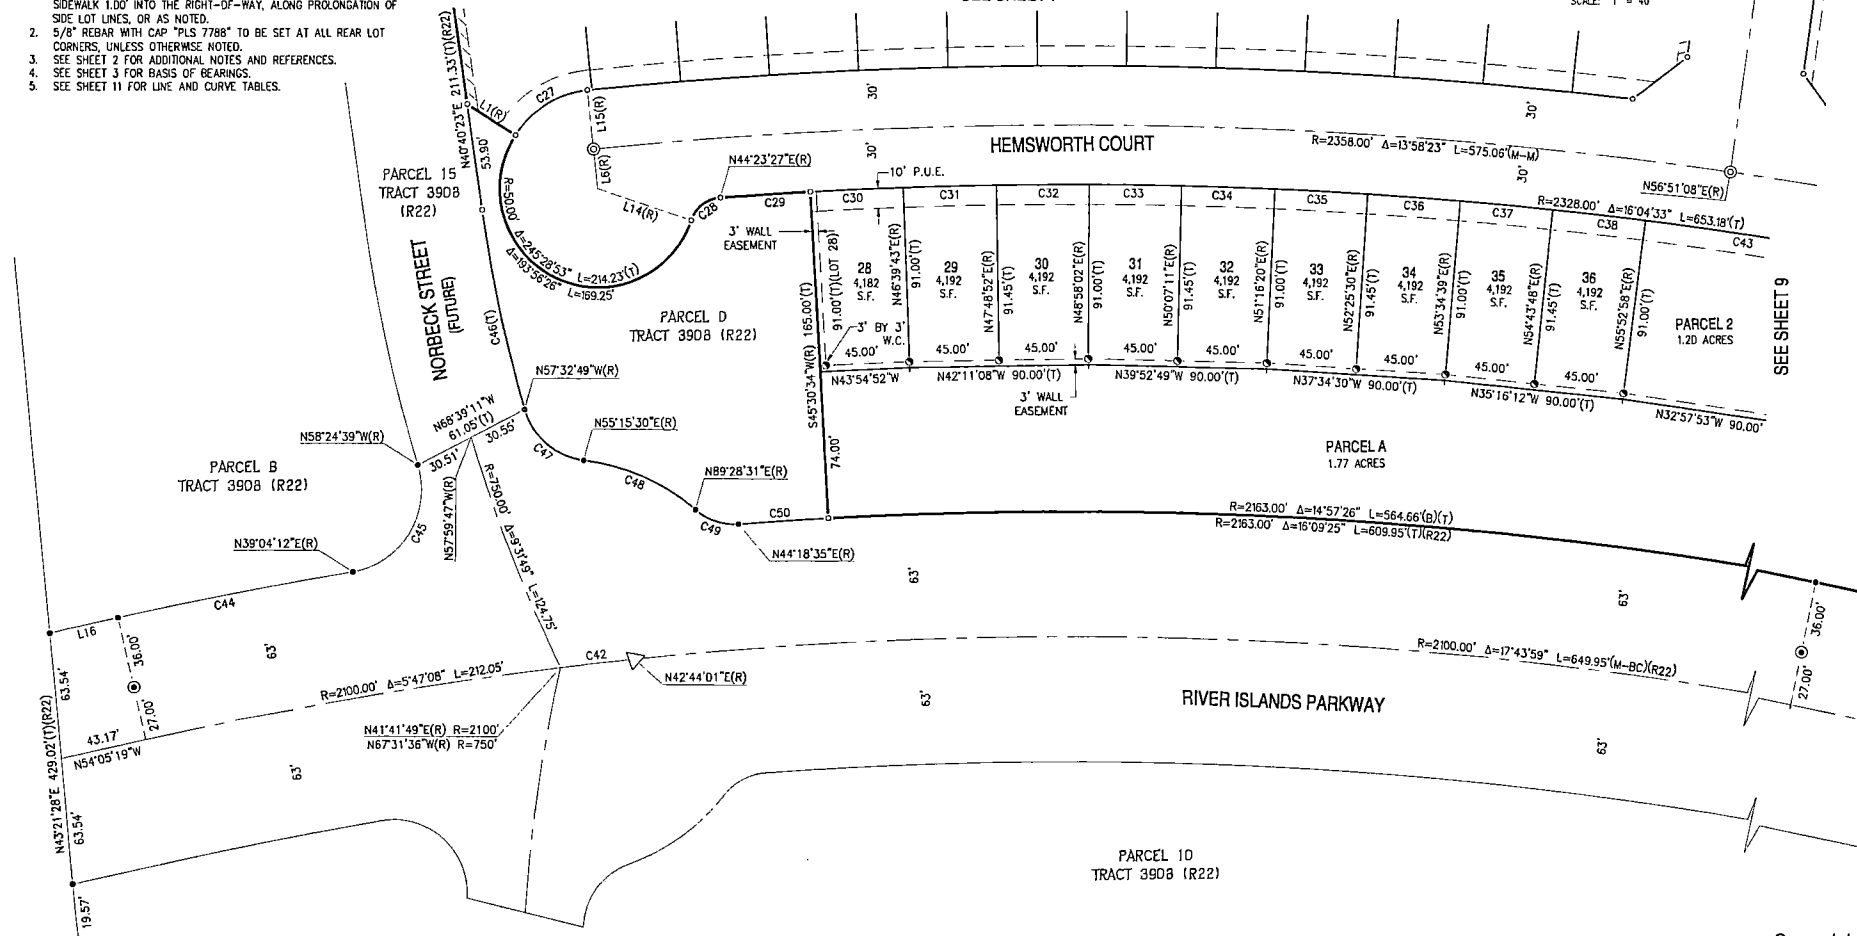 SIDEWALK 1.00' INTO THE RIGHT-OF-WAY, ALONG PROLONGATION OF
SIDE LOT LINES, OR AS NOTED.
2. 5/8" REBAR WITH CAP "PLS 7788" TO BE SET AT ALL REAR LOT
CORNERS, UNLESS OTHERWISE NOTED.
3. SEE SHEET 2 FOR ADDITIONAL NOTES AND REFERENCES.
4. SEE SHEET 3 FOR BASIS OF BEARINGS.
5. SEE SHEET 11 FOR LINE AND CURVE TABLES.
N40°40'23"E 211.33'(T)(R22)
53.90'
L1(R)
C27
L15(R)
L6(R)
L14(R)
R=50.00' Δ=245°28'53" L=214.23'(T)
Δ=193°56'26" L=169.25'
PARCEL 15
TRACT 3908
(R22)
NORBECK STREET
(FUTURE)
C46(T)
30'
30'
30'
30'
HEMSWORTH COURT
R=2358.00' Δ=13°58'23" L=575.06'(M-M)
N56°51'08"E(R)
R=2328.00' Δ=16°04'33" L=653.18'(T)
N44°23'27"E(R)
10' P.U.E.
C28
C29
C30
C31
C32
C33
C34
C35
C36
C37
C38
C43
3' WALL
EASEMENT
91.00'(T)(LOT 28)
28
4,182
S.F.
N46°39'43"E(R)
91.00'(T)
29
4,192
S.F.
N47°48'52"E(R)
91.45'(T)
30
4,192
S.F.
N48°58'02"E(R)
91.00'(T)
31
4,192
S.F.
N50°07'11"E(R)
91.45'(T)
32
4,192
S.F.
N51°16'20"E(R)
91.00'(T)
33
4,192
S.F.
N52°25'30"E(R)
91.45'(T)
34
4,192
S.F.
N53°34'39"E(R)
91.00'(T)
35
4,192
S.F.
N54°43'48"E(R)
91.45'(T)
36
4,192
S.F.
N55°52'58"E(R)
91.00'(T)
PARCEL 2
1.20 ACRES
SEE SHEET 9
PARCEL D
TRACT 3908 (R22)
S45°30'34"W(R) 165.00'(T)
74.00'
3' BY 3'
W.C.
45.00'
45.00'
45.00'
45.00'
45.00'
45.00'
45.00'
45.00'
45.00'
N43°54'52"W
N42°11'08"W 90.00'(T)
N39°52'49"W 90.00'(T)
N37°34'30"W 90.00'(T)
N35°16'12"W 90.00'(T)
N32°57'53"W 90.00'
3' WALL
EASEMENT
PARCEL A
1.77 ACRES
N57°32'49"W(R)
N68°39'11"W
61.05'(T)
30.55'
30.51'
N58°24'39"W(R)
N55°15'30"E(R)
C47
C48
N89°28'31"E(R)
C49
C50
N44°18'35"E(R)
PARCEL B
TRACT 3908 (R22)
N39°04'12"E(R)
C45
N57°59'47"W(R)
R=750.00' Δ=9°31'49" L=124.75'
R=2163.00' Δ=14°57'26" L=564.66'(B)(T)
R=2163.00' Δ=16°09'25" L=609.95'(T)(R22)
C44
L16
36.00'
27.00'
63.54'
63'
63'
63'
36.00'
27.00'
R=2100.00' Δ=5°47'08" L=212.05'
C42
N42°44'01"E(R)
R=2100.00' Δ=17°43'59" L=649.95'(M-BC)(R22)
RIVER ISLANDS PARKWAY
N41°41'49"E(R) R=2100'
N67°31'36"W(R) R=750'
43.17'
N54°05'19"W
N43°21'28"E 429.02'(T)(R22)
63.54'
63'
63'
63'
19.57'
PARCEL 10
TRACT 3908 (R22)